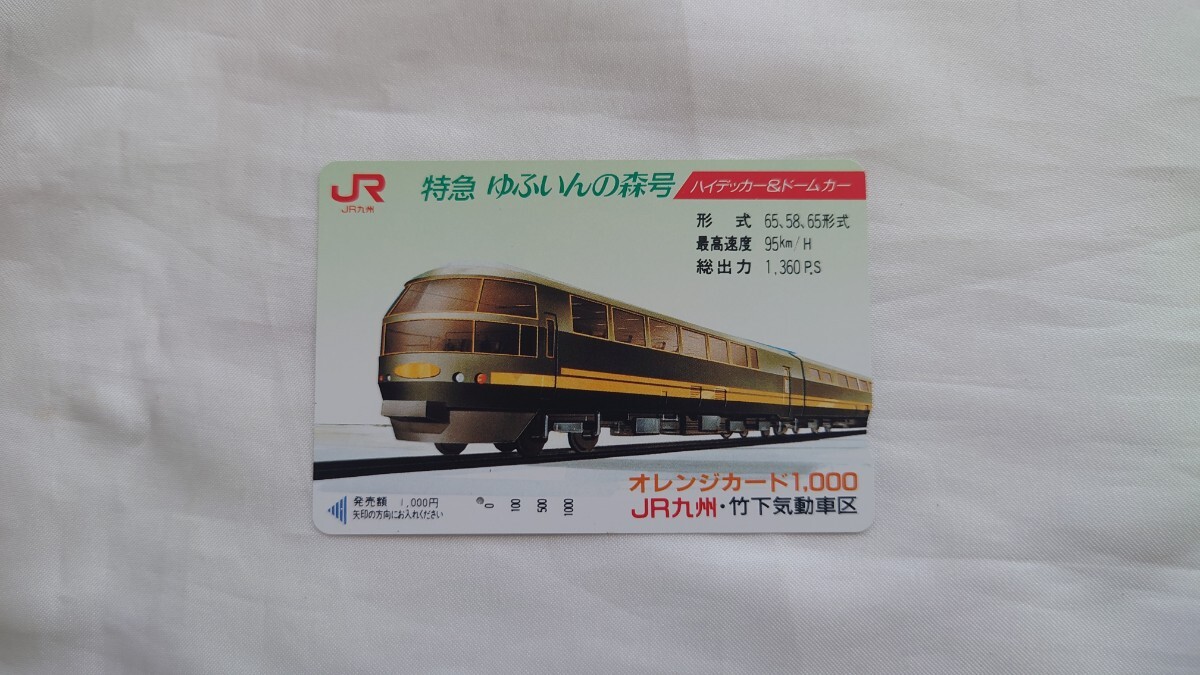 JR
JR九州
特急 ゆふいんの森号 ハイデッカー&ドームカー
形 式 65、58、65形式
最高速度 95km/H
総出力 1,360P.S
オレンジカード1,000
JR九州・竹下気動車区
発売額 1,000円
矢印の方向にお入れください
0 100 500 1000